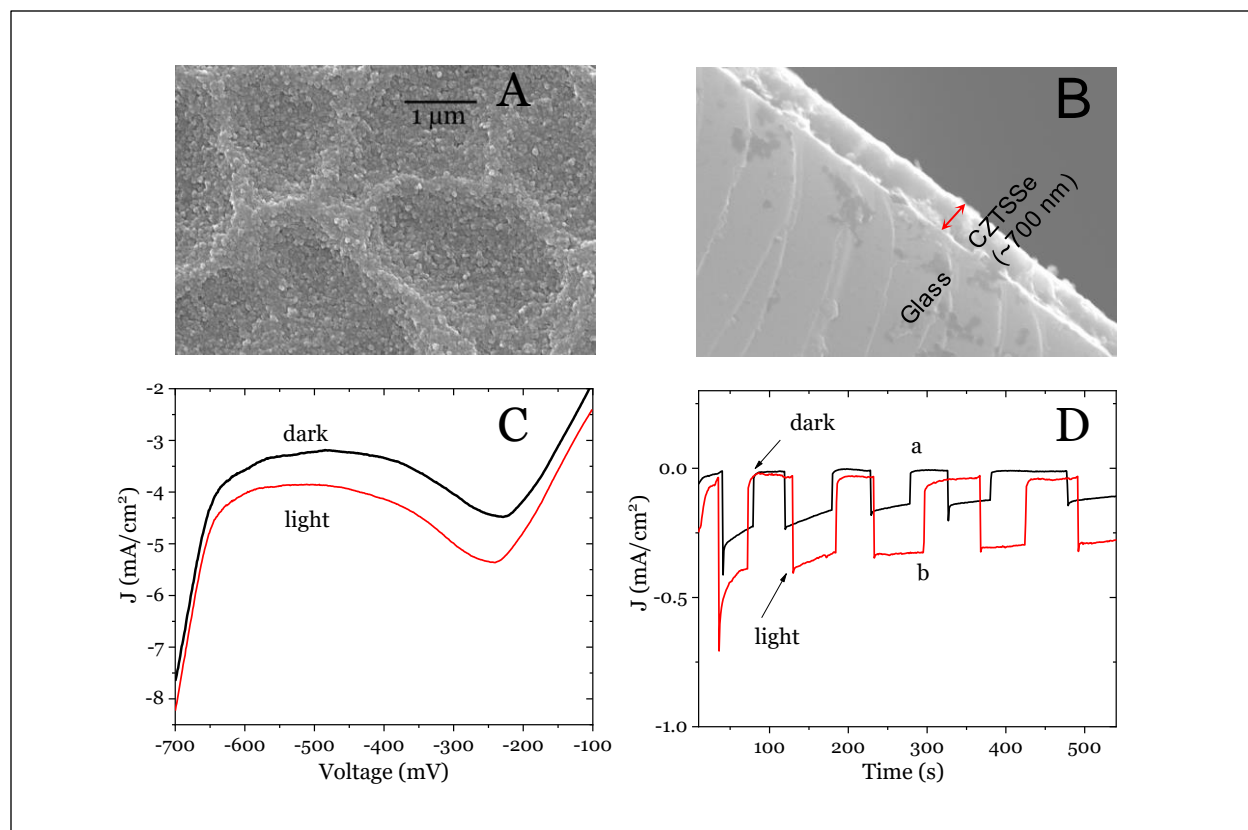 A
1 µm
B
CZTSSe
(~700 nm)
Glass
C
dark
light
-2
-3
-4
-5
-6
-7
-8
J (mA/cm²)
-700 -600 -500 -400 -300 -200 -100
Voltage (mV)
D
dark
a
b
light
0.0
-0.5
-1.0
J (mA/cm²)
100 200 300 400 500
Time (s)